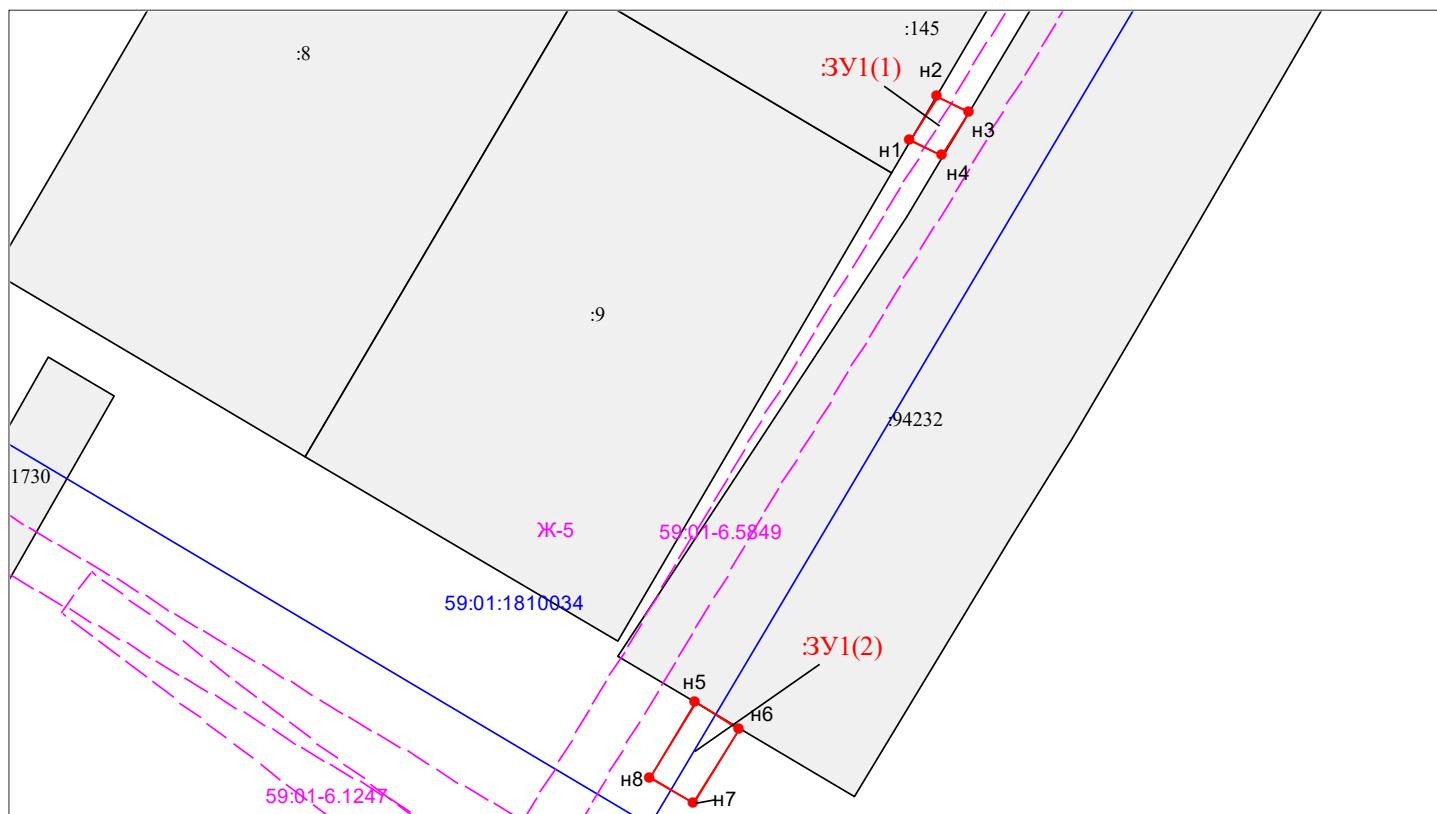 :145
:8
:ЗУ1(1)
н2
н3
н1
н4
:9
:94232
1730
Ж-5
59:01-6.5849
59:01:1810034
:ЗУ1(2)
н5
н6
н8
59:01-6.1247
н7